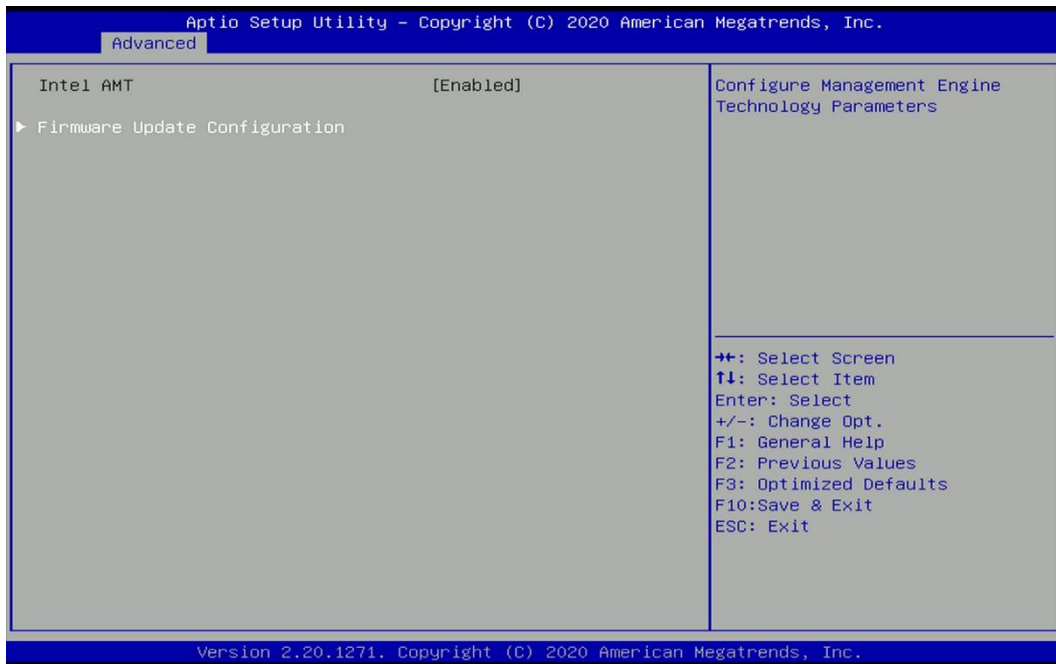 Aptio Setup Utility – Copyright (C) 2020 American Megatrends, Inc.
Advanced
Intel AMT [Enabled]
▶ Firmware Update Configuration
Configure Management Engine
Technology Parameters
→←: Select Screen
↑↓: Select Item
Enter: Select
+/-: Change Opt.
F1: General Help
F2: Previous Values
F3: Optimized Defaults
F10:Save & Exit
ESC: Exit
Version 2.20.1271. Copyright (C) 2020 American Megatrends, Inc.